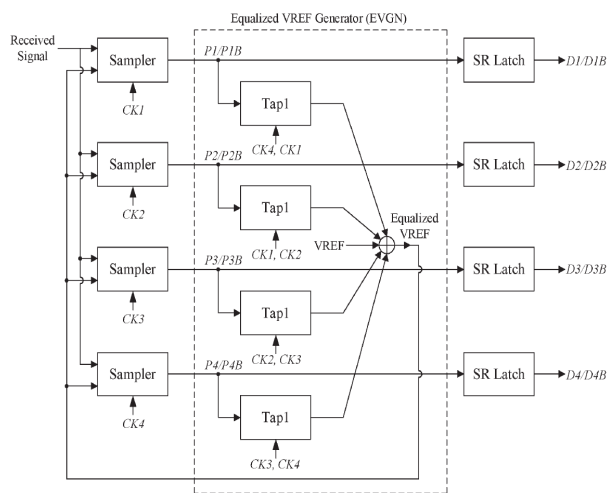 Equalized VREF Generator (EVGN)
Received
Signal
Sampler
P1/P1B
SR Latch
D1/D1B
CK1
Tap1
CK4, CK1
Sampler
P2/P2B
SR Latch
D2/D2B
CK2
Tap1
CK1, CK2
Equalized
VREF
VREF
Sampler
P3/P3B
SR Latch
D3/D3B
CK3
Tap1
CK2, CK3
Sampler
P4/P4B
SR Latch
D4/D4B
CK4
Tap1
CK3, CK4